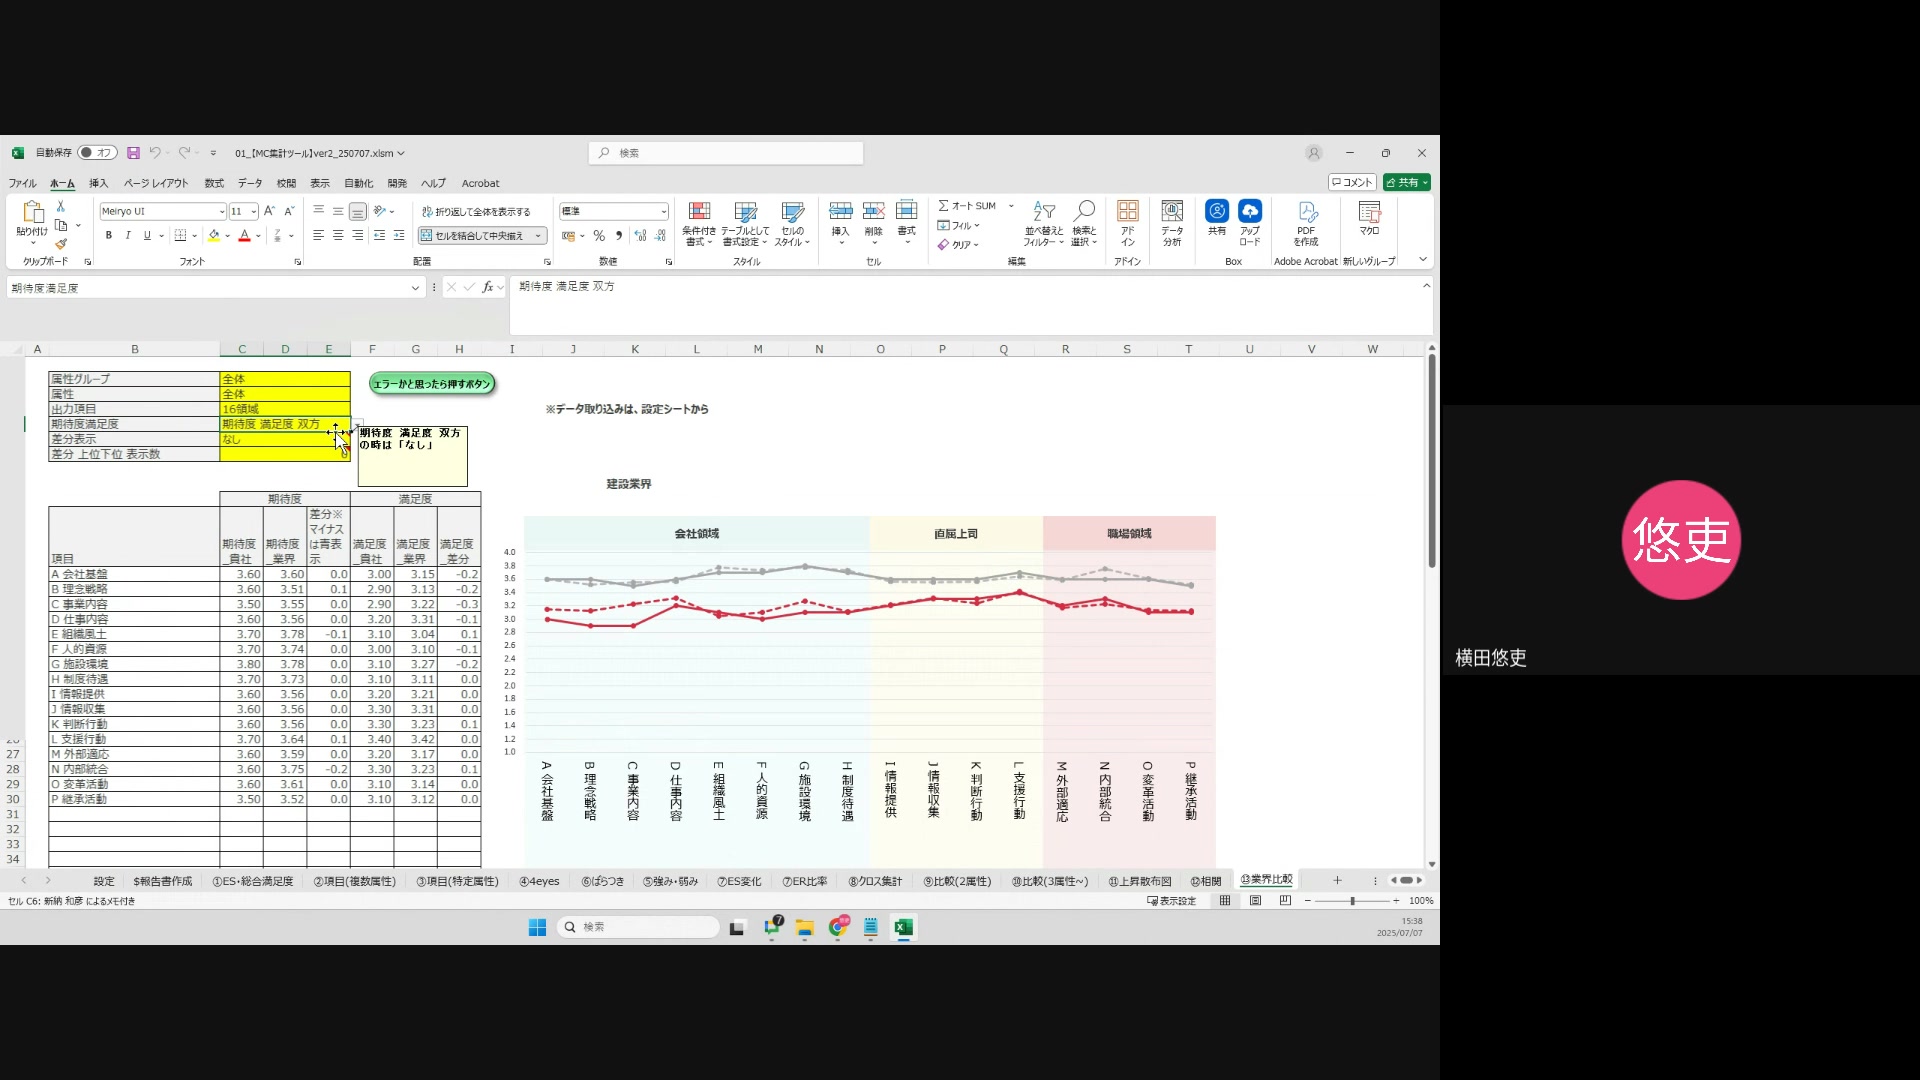 自動保存 オフ 01_【MC集計ツール】ver2_250707.xlsm 検索
ファイル ホーム 挿入 ページ レイアウト 数式 データ 校閲 表示 自動化 開発 ヘルプ Acrobat コメント 共有
貼り付け Meiryo UI 11 折り返して全体を表示する 標準 条件付き書式 テーブルとして書式設定 セルのスタイル 挿入 削除 書式 オート SUM フィル クリア 並べ替えとフィルター 検索と選択 アドイン データ分析 共有 アップロード PDFを作成 マクロ
B I U セルを結合して中央揃え
クリップボード フォント 配置 数値 スタイル セル 編集 アドイン Box Adobe Acrobat 新しいグループ
期待度満足度 fx 期待度 満足度 双方
A B C D E F G H I J K L M N O P Q R S T U V W
属性グループ 全体
属性 全体
出力項目 16領域
期待度満足度 期待度 満足度 双方
差分表示 なし
差分 上位下位 表示数
エラーかと思ったら押すボタン
期待度 満足度 双方
の時は「なし」
※データ取り込みは、設定シートから
建設業界
期待度 満足度
項目 期待度_貴社 期待度_業界 差分※マイナスは青表示 満足度_貴社 満足度_業界 満足度_差分
A 会社基盤 3.60 3.60 0.0 3.00 3.15 -0.2
B 理念戦略 3.60 3.51 0.1 2.90 3.13 -0.2
C 事業内容 3.50 3.55 0.0 2.90 3.22 -0.3
D 仕事内容 3.60 3.56 0.0 3.20 3.31 -0.1
E 組織風土 3.70 3.78 -0.1 3.10 3.04 0.1
F 人的資源 3.70 3.74 0.0 3.00 3.10 -0.1
G 施設環境 3.80 3.78 0.0 3.10 3.27 -0.2
H 制度待遇 3.70 3.73 0.0 3.10 3.11 0.0
I 情報提供 3.60 3.56 0.0 3.20 3.21 0.0
J 情報収集 3.60 3.56 0.0 3.30 3.31 0.0
K 判断行動 3.60 3.56 0.0 3.30 3.23 0.1
L 支援行動 3.70 3.64 0.1 3.40 3.42 0.0
M 外部適応 3.60 3.59 0.0 3.20 3.17 0.0
N 内部統合 3.60 3.75 -0.2 3.30 3.23 0.1
O 変革活動 3.60 3.61 0.0 3.10 3.14 0.0
P 継承活動 3.50 3.52 0.0 3.10 3.12 0.0
27
28
29
30
31
32
33
34
会社領域 直属上司 職場領域
4.0
3.8
3.6
3.4
3.2
3.0
2.8
2.6
2.4
2.2
2.0
1.8
1.6
1.4
1.2
1.0
A 会社基盤
B 理念戦略
C 事業内容
D 仕事内容
E 組織風土
F 人的資源
G 施設環境
H 制度待遇
I 情報提供
J 情報収集
K 判断行動
L 支援行動
M 外部適応
N 内部統合
O 変革活動
P 継承活動
設定 $報告書作成 ①ES・総合満足度 ②項目(複数属性) ③項目(特定属性) ④4eyes ⑥ばらつき ⑤強み・弱み ⑦ES変化 ⑦ER比率 ⑧クロス集計 ⑨比較(2属性) ⑩比較(3属性~) ⑪上昇散布図 ⑫相関 ⑬業界比較
セル C6: 新納 和彦 によるメモ付き 表示設定 100%
検索 7
15:38
2025/07/07
悠吏
横田悠吏